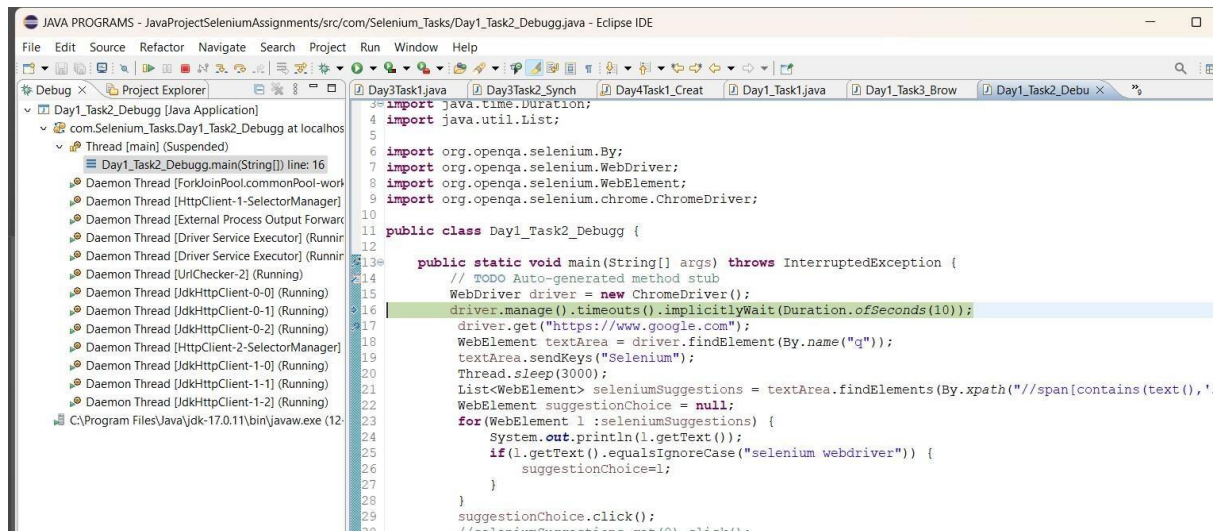 JAVA PROGRAMS - JavaProjectSeleniumAssignments/src/com/Selenium_Tasks/Day1_Task2_Debugg.java - Eclipse IDE
File Edit Source Refactor Navigate Search Project Run Window Help
Debug Project Explorer
Day3Task1.java Day3Task2_Synch Day4Task1_Creat Day1_Task1.java Day1_Task3_Brow Day1_Task2_Debu »9
Day1_Task2_Debugg [Java Application]
com.Selenium_Tasks.Day1_Task2_Debugg at localhos
Thread [main] (Suspended)
Day1_Task2_Debugg.main(String[]) line: 16
Daemon Thread [ForkJoinPool.commonPool-work
Daemon Thread [HttpClient-1-SelectorManager]
Daemon Thread [External Process Output Forward
Daemon Thread [Driver Service Executor] (Runnin
Daemon Thread [Driver Service Executor] (Runnin
Daemon Thread [UrlChecker-2] (Running)
Daemon Thread [JdkHttpClient-0-0] (Running)
Daemon Thread [JdkHttpClient-0-1] (Running)
Daemon Thread [JdkHttpClient-0-2] (Running)
Daemon Thread [HttpClient-2-SelectorManager]
Daemon Thread [JdkHttpClient-1-0] (Running)
Daemon Thread [JdkHttpClient-1-1] (Running)
Daemon Thread [JdkHttpClient-1-2] (Running)
C:\Program Files\Java\jdk-17.0.11\bin\javaw.exe (12-
3 import java.time.Duration;
4 import java.util.List;
5
6 import org.openqa.selenium.By;
7 import org.openqa.selenium.WebDriver;
8 import org.openqa.selenium.WebElement;
9 import org.openqa.selenium.chrome.ChromeDriver;
10
11 public class Day1_Task2_Debugg {
12
13 public static void main(String[] args) throws InterruptedException {
14 // TODO Auto-generated method stub
15 WebDriver driver = new ChromeDriver();
16 driver.manage().timeouts().implicitlyWait(Duration.ofSeconds(10));
17 driver.get("https://www.google.com");
18 WebElement textArea = driver.findElement(By.name("q"));
19 textArea.sendKeys("Selenium");
20 Thread.sleep(3000);
21 List<WebElement> seleniumSuggestions = textArea.findElements(By.xpath("//span[contains(text(),'
22 WebElement suggestionChoice = null;
23 for(WebElement l :seleniumSuggestions) {
24 System.out.println(l.getText());
25 if(l.getText().equalsIgnoreCase("selenium webdriver")) {
26 suggestionChoice=l;
27 }
28 }
29 suggestionChoice.click();